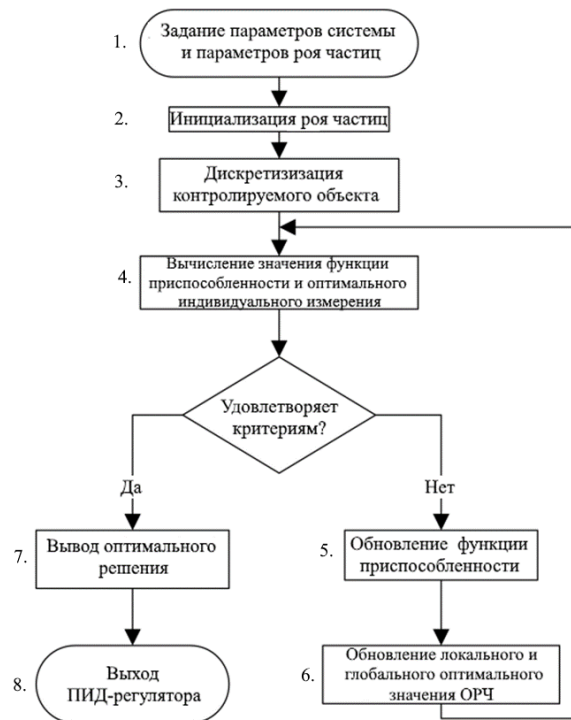 1.
Задание параметров системы
и параметров роя частиц
2.
Инициализация роя частиц
3.
Дискретизизация
контролируемого объекта
4.
Вычисление значения функции
приспособленности и оптимального
индивидуального измерения
Удовлетворяет
критериям?
Да
Нет
7.
Вывод оптимального
решения
5.
Обновление функции
приспособленности
8.
Выход
ПИД-регулятора
6.
Обновление локального и
глобального оптимального
значения ОРЧ